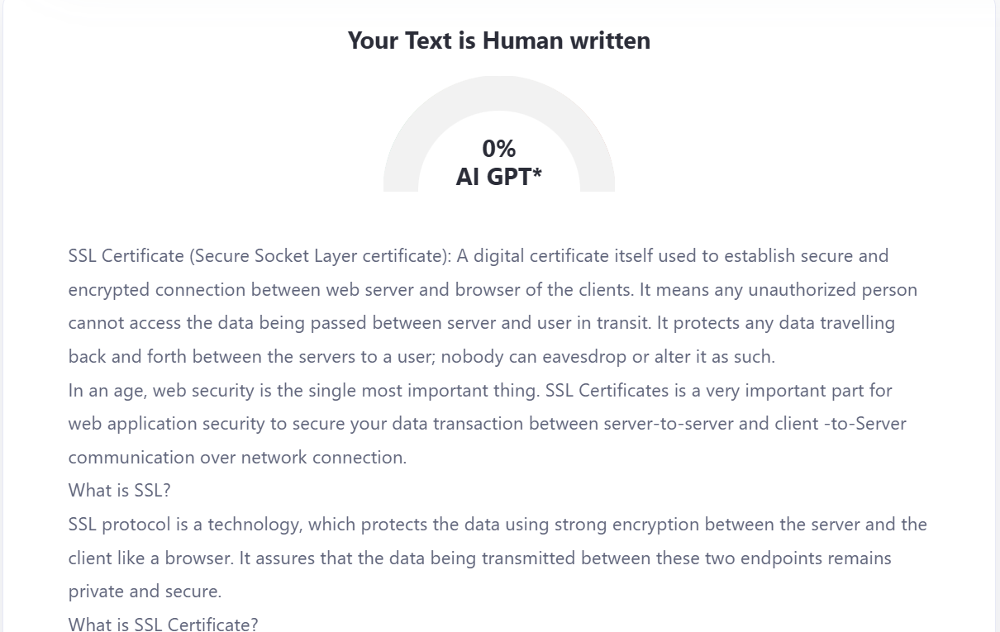 Your Text is Human written
0%
AI GPT*
SSL Certificate (Secure Socket Layer certificate): A digital certificate itself used to establish secure and
encrypted connection between web server and browser of the clients. It means any unauthorized person
cannot access the data being passed between server and user in transit. It protects any data travelling
back and forth between the servers to a user; nobody can eavesdrop or alter it as such.
In an age, web security is the single most important thing. SSL Certificates is a very important part for
web application security to secure your data transaction between server-to-server and client -to-Server
communication over network connection.
What is SSL?
SSL protocol is a technology, which protects the data using strong encryption between the server and the
client like a browser. It assures that the data being transmitted between these two endpoints remains
private and secure.
What is SSL Certificate?